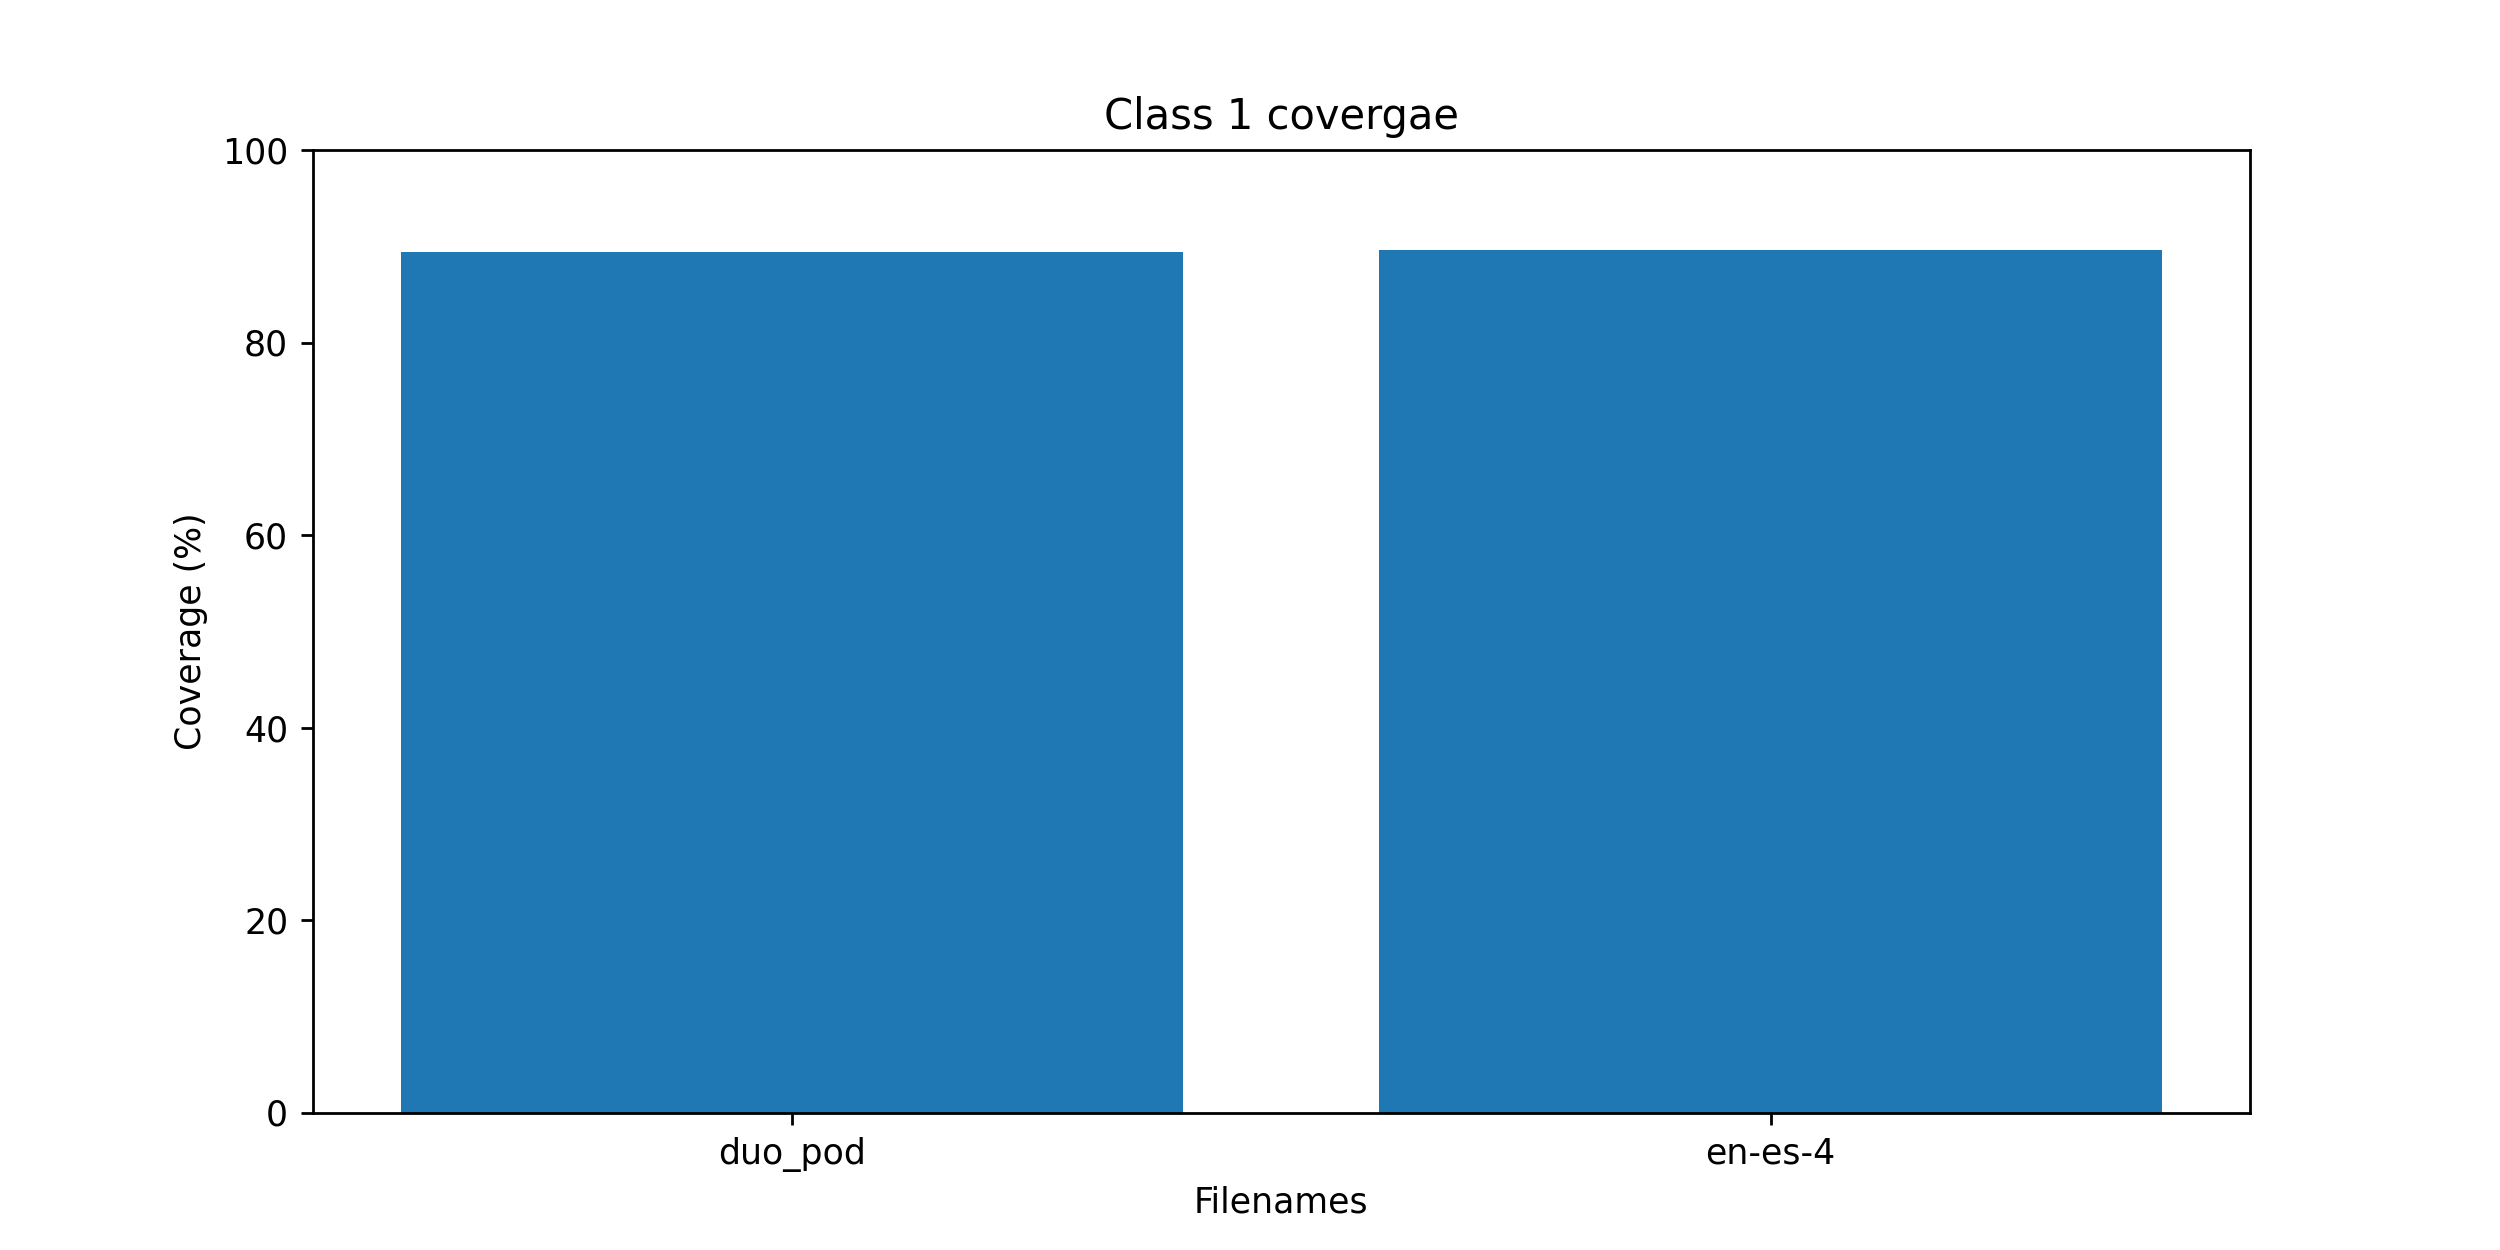 Class 1 covergae
100
80
60
40
20
0
Coverage (%)
duo_pod
en-es-4
Filenames